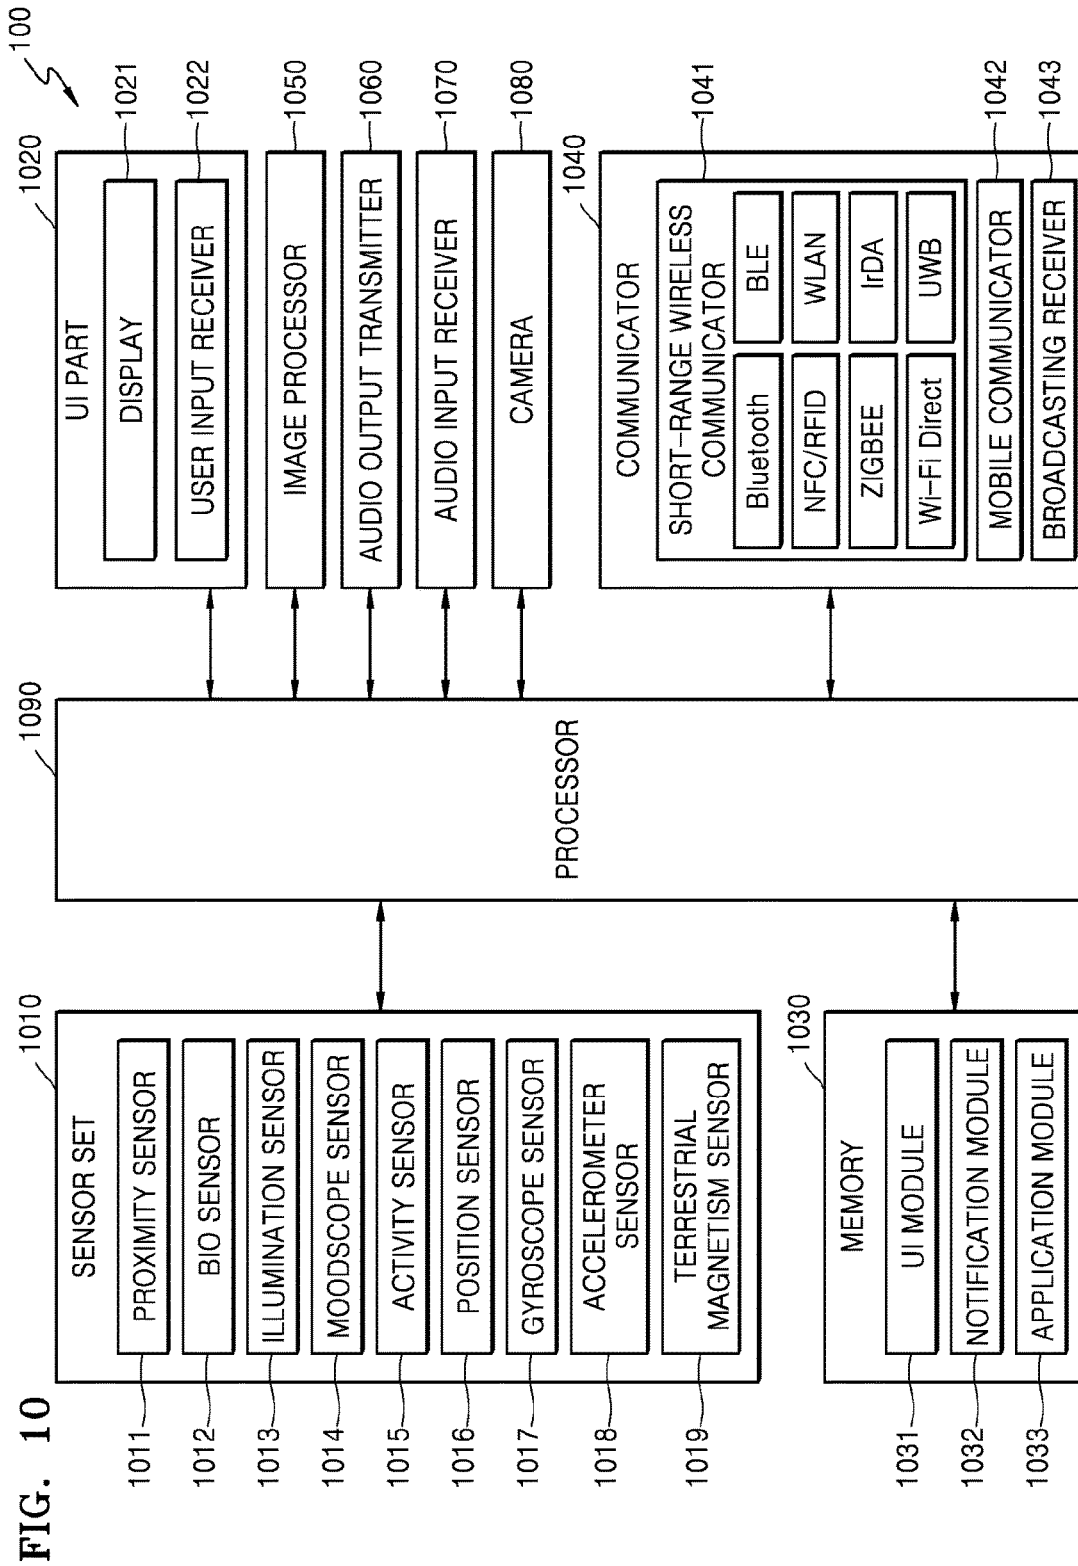 FIG. 10
100
1010
SENSOR SET
1011
PROXIMITY SENSOR
1012
BIO SENSOR
1013
ILLUMINATION SENSOR
1014
MOODSCOPE SENSOR
1015
ACTIVITY SENSOR
1016
POSITION SENSOR
1017
GYROSCOPE SENSOR
1018
ACCELEROMETER
SENSOR
1019
TERRESTRIAL
MAGNETISM SENSOR
1030
MEMORY
1031
UI MODULE
1032
NOTIFICATION MODULE
1033
APPLICATION MODULE
1090
PROCESSOR
1020
UI PART
DISPLAY
1021
USER INPUT RECEIVER
1022
IMAGE PROCESSOR
1050
AUDIO OUTPUT TRANSMITTER
1060
AUDIO INPUT RECEIVER
1070
CAMERA
1080
1040
COMMUNICATOR
SHORT-RANGE WIRELESS
COMMUNICATOR
1041
Bluetooth
BLE
NFC/RFID
WLAN
ZIGBEE
IrDA
Wi-Fi Direct
UWB
MOBILE COMMUNICATOR
1042
BROADCASTING RECEIVER
1043